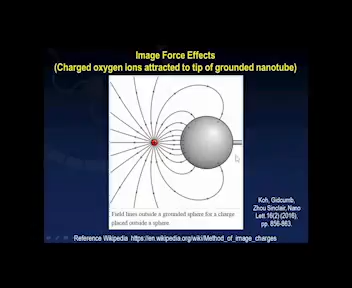 Image Force Effects
(Charged oxygen ions attracted to tip of grounded nanotube)
Field lines outside a grounded sphere for a charge
placed outside a sphere.
Koh, Gidcumb,
Zhou Sinclair, Nano
Lett.16(2) (2016),
pp. 856-863.
Reference Wikipedia https://en.wikipedia.org/wiki/Method_of_image_charges